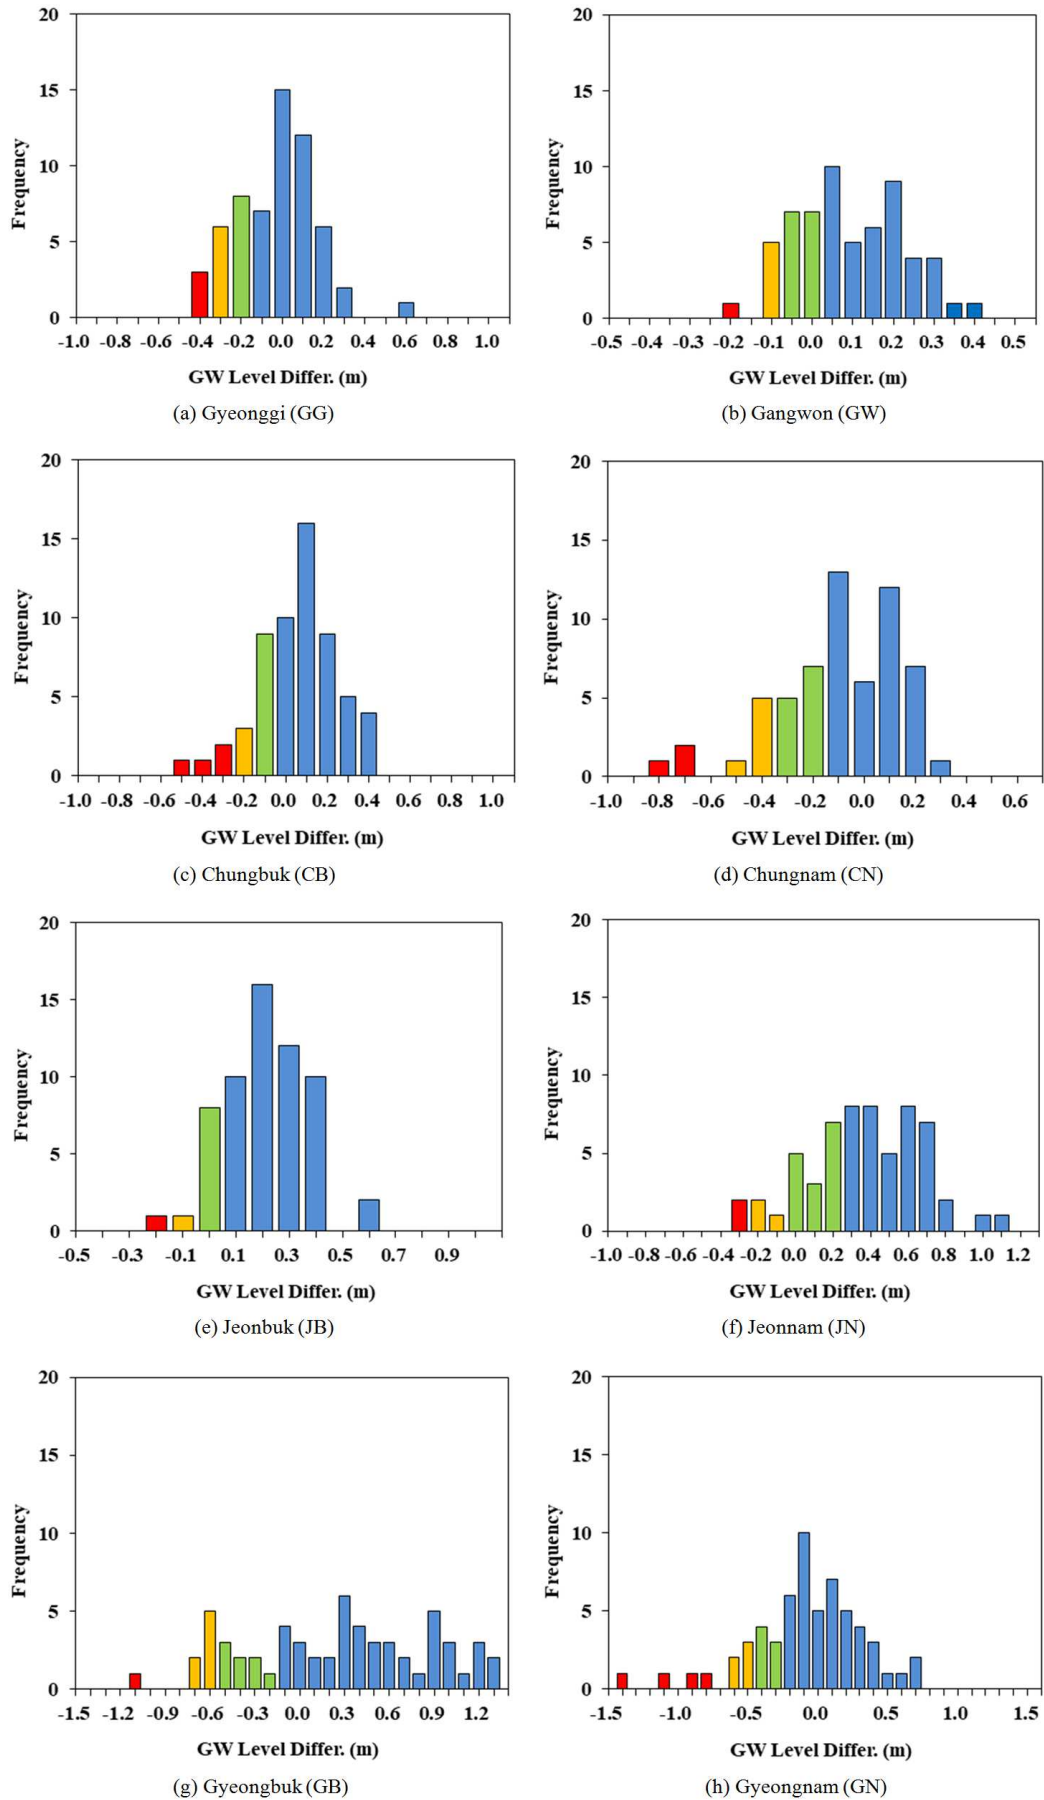 20
15
10
5
0
Frequency
-1.0 -0.8 -0.6 -0.4 -0.2 0.0 0.2 0.4 0.6 0.8 1.0
GW Level Differ. (m)
(a) Gyeonggi (GG)
20
15
10
5
0
Frequency
-0.5 -0.4 -0.3 -0.2 -0.1 0.0 0.1 0.2 0.3 0.4 0.5
GW Level Differ. (m)
(b) Gangwon (GW)
20
15
10
5
0
Frequency
-1.0 -0.8 -0.6 -0.4 -0.2 0.0 0.2 0.4 0.6 0.8 1.0
GW Level Differ. (m)
(c) Chungbuk (CB)
20
15
10
5
0
Frequency
-1.0 -0.8 -0.6 -0.4 -0.2 0.0 0.2 0.4 0.6
GW Level Differ. (m)
(d) Chungnam (CN)
20
15
10
5
0
Frequency
-0.5 -0.3 -0.1 0.1 0.3 0.5 0.7 0.9
GW Level Differ. (m)
(e) Jeonbuk (JB)
20
15
10
5
0
Frequency
-1.0 -0.8 -0.6 -0.4 -0.2 0.0 0.2 0.4 0.6 0.8 1.0 1.2
GW Level Differ. (m)
(f) Jeonnam (JN)
20
15
10
5
0
Frequency
-1.5 -1.2 -0.9 -0.6 -0.3 0.0 0.3 0.6 0.9 1.2
GW Level Differ. (m)
(g) Gyeongbuk (GB)
20
15
10
5
0
Frequency
-1.5 -1.0 -0.5 0.0 0.5 1.0 1.5
GW Level Differ. (m)
(h) Gyeongnam (GN)